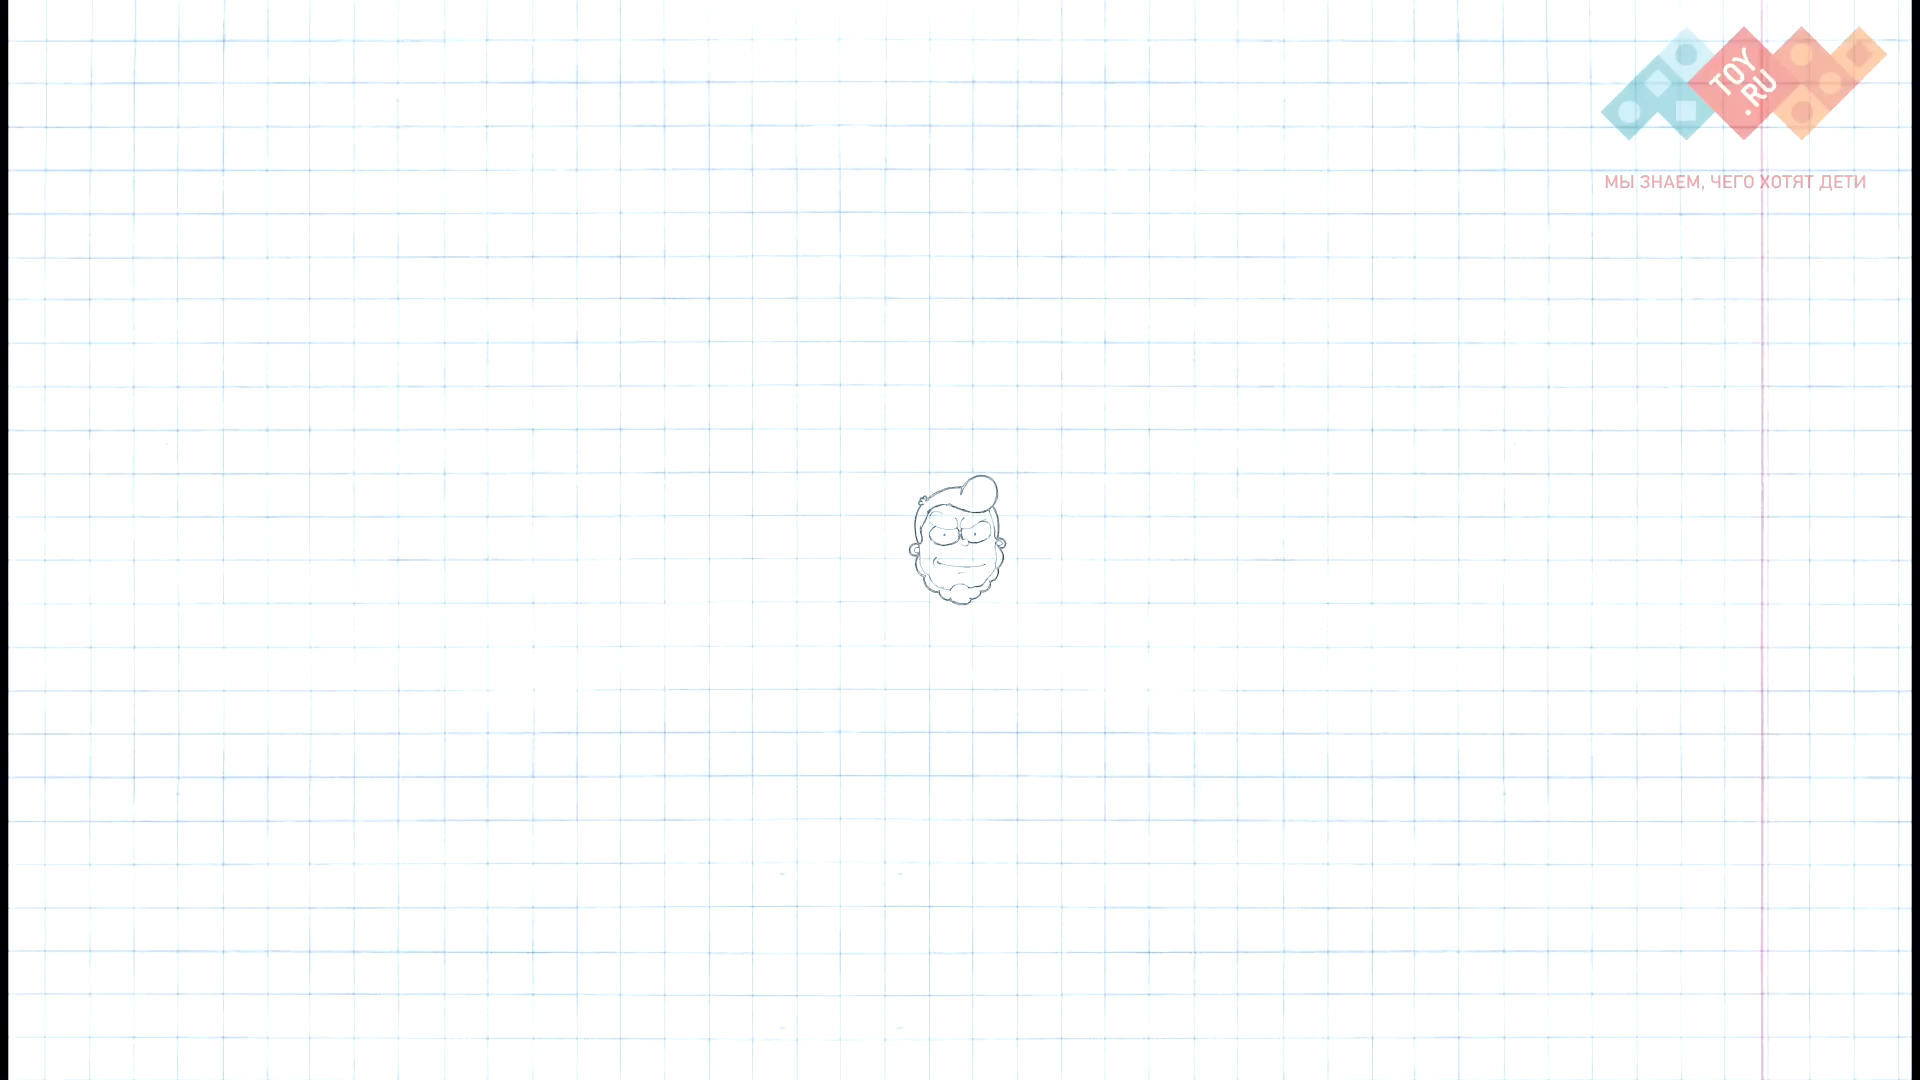 TOY
.RU
МЫ ЗНАЕМ, ЧЕГО ХОТЯТ ДЕТИ